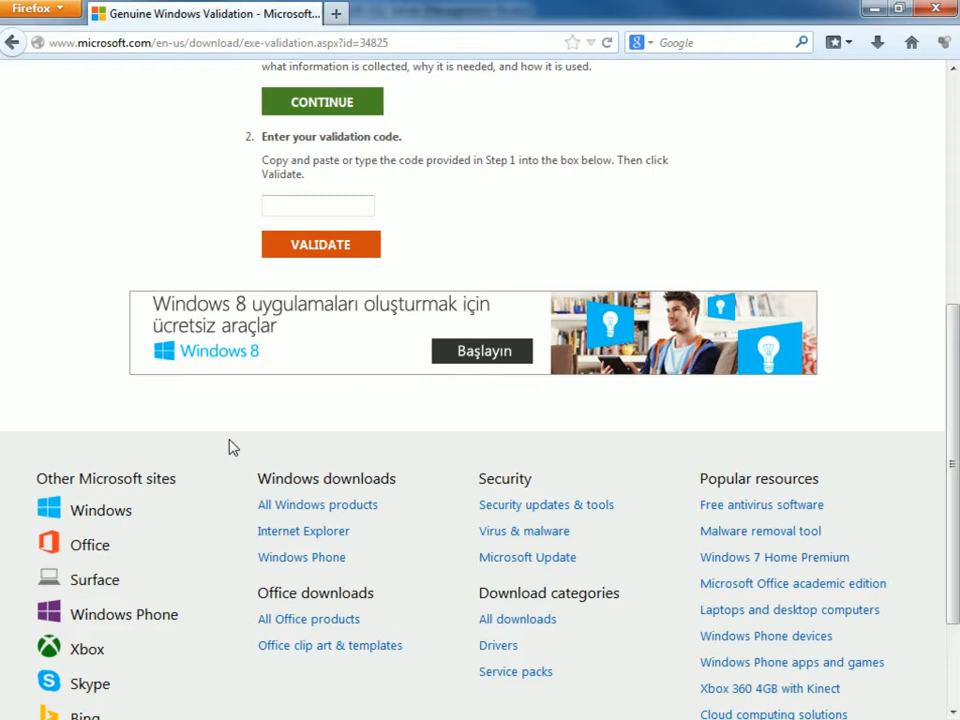 Firefox
Genuine Windows Validation - Microsoft...
www.microsoft.com/en-us/download/exe-validation.aspx?id=34825
Google
what information is collected, why it is needed, and how it is used.
CONTINUE
2. Enter your validation code.
Copy and paste or type the code provided in Step 1 into the box below. Then click
Validate.
VALIDATE
Windows 8 uygulamaları oluşturmak için
ücretsiz araçlar
Windows 8
Başlayın
Other Microsoft sites
Windows
Office
Surface
Windows Phone
Xbox
Skype
Bing
Windows downloads
All Windows products
Internet Explorer
Windows Phone
Office downloads
All Office products
Office clip art & templates
Security
Security updates & tools
Virus & malware
Microsoft Update
Download categories
All downloads
Drivers
Service packs
Popular resources
Free antivirus software
Malware removal tool
Windows 7 Home Premium
Microsoft Office academic edition
Laptops and desktop computers
Windows Phone devices
Windows Phone apps and games
Xbox 360 4GB with Kinect
Cloud computing solutions